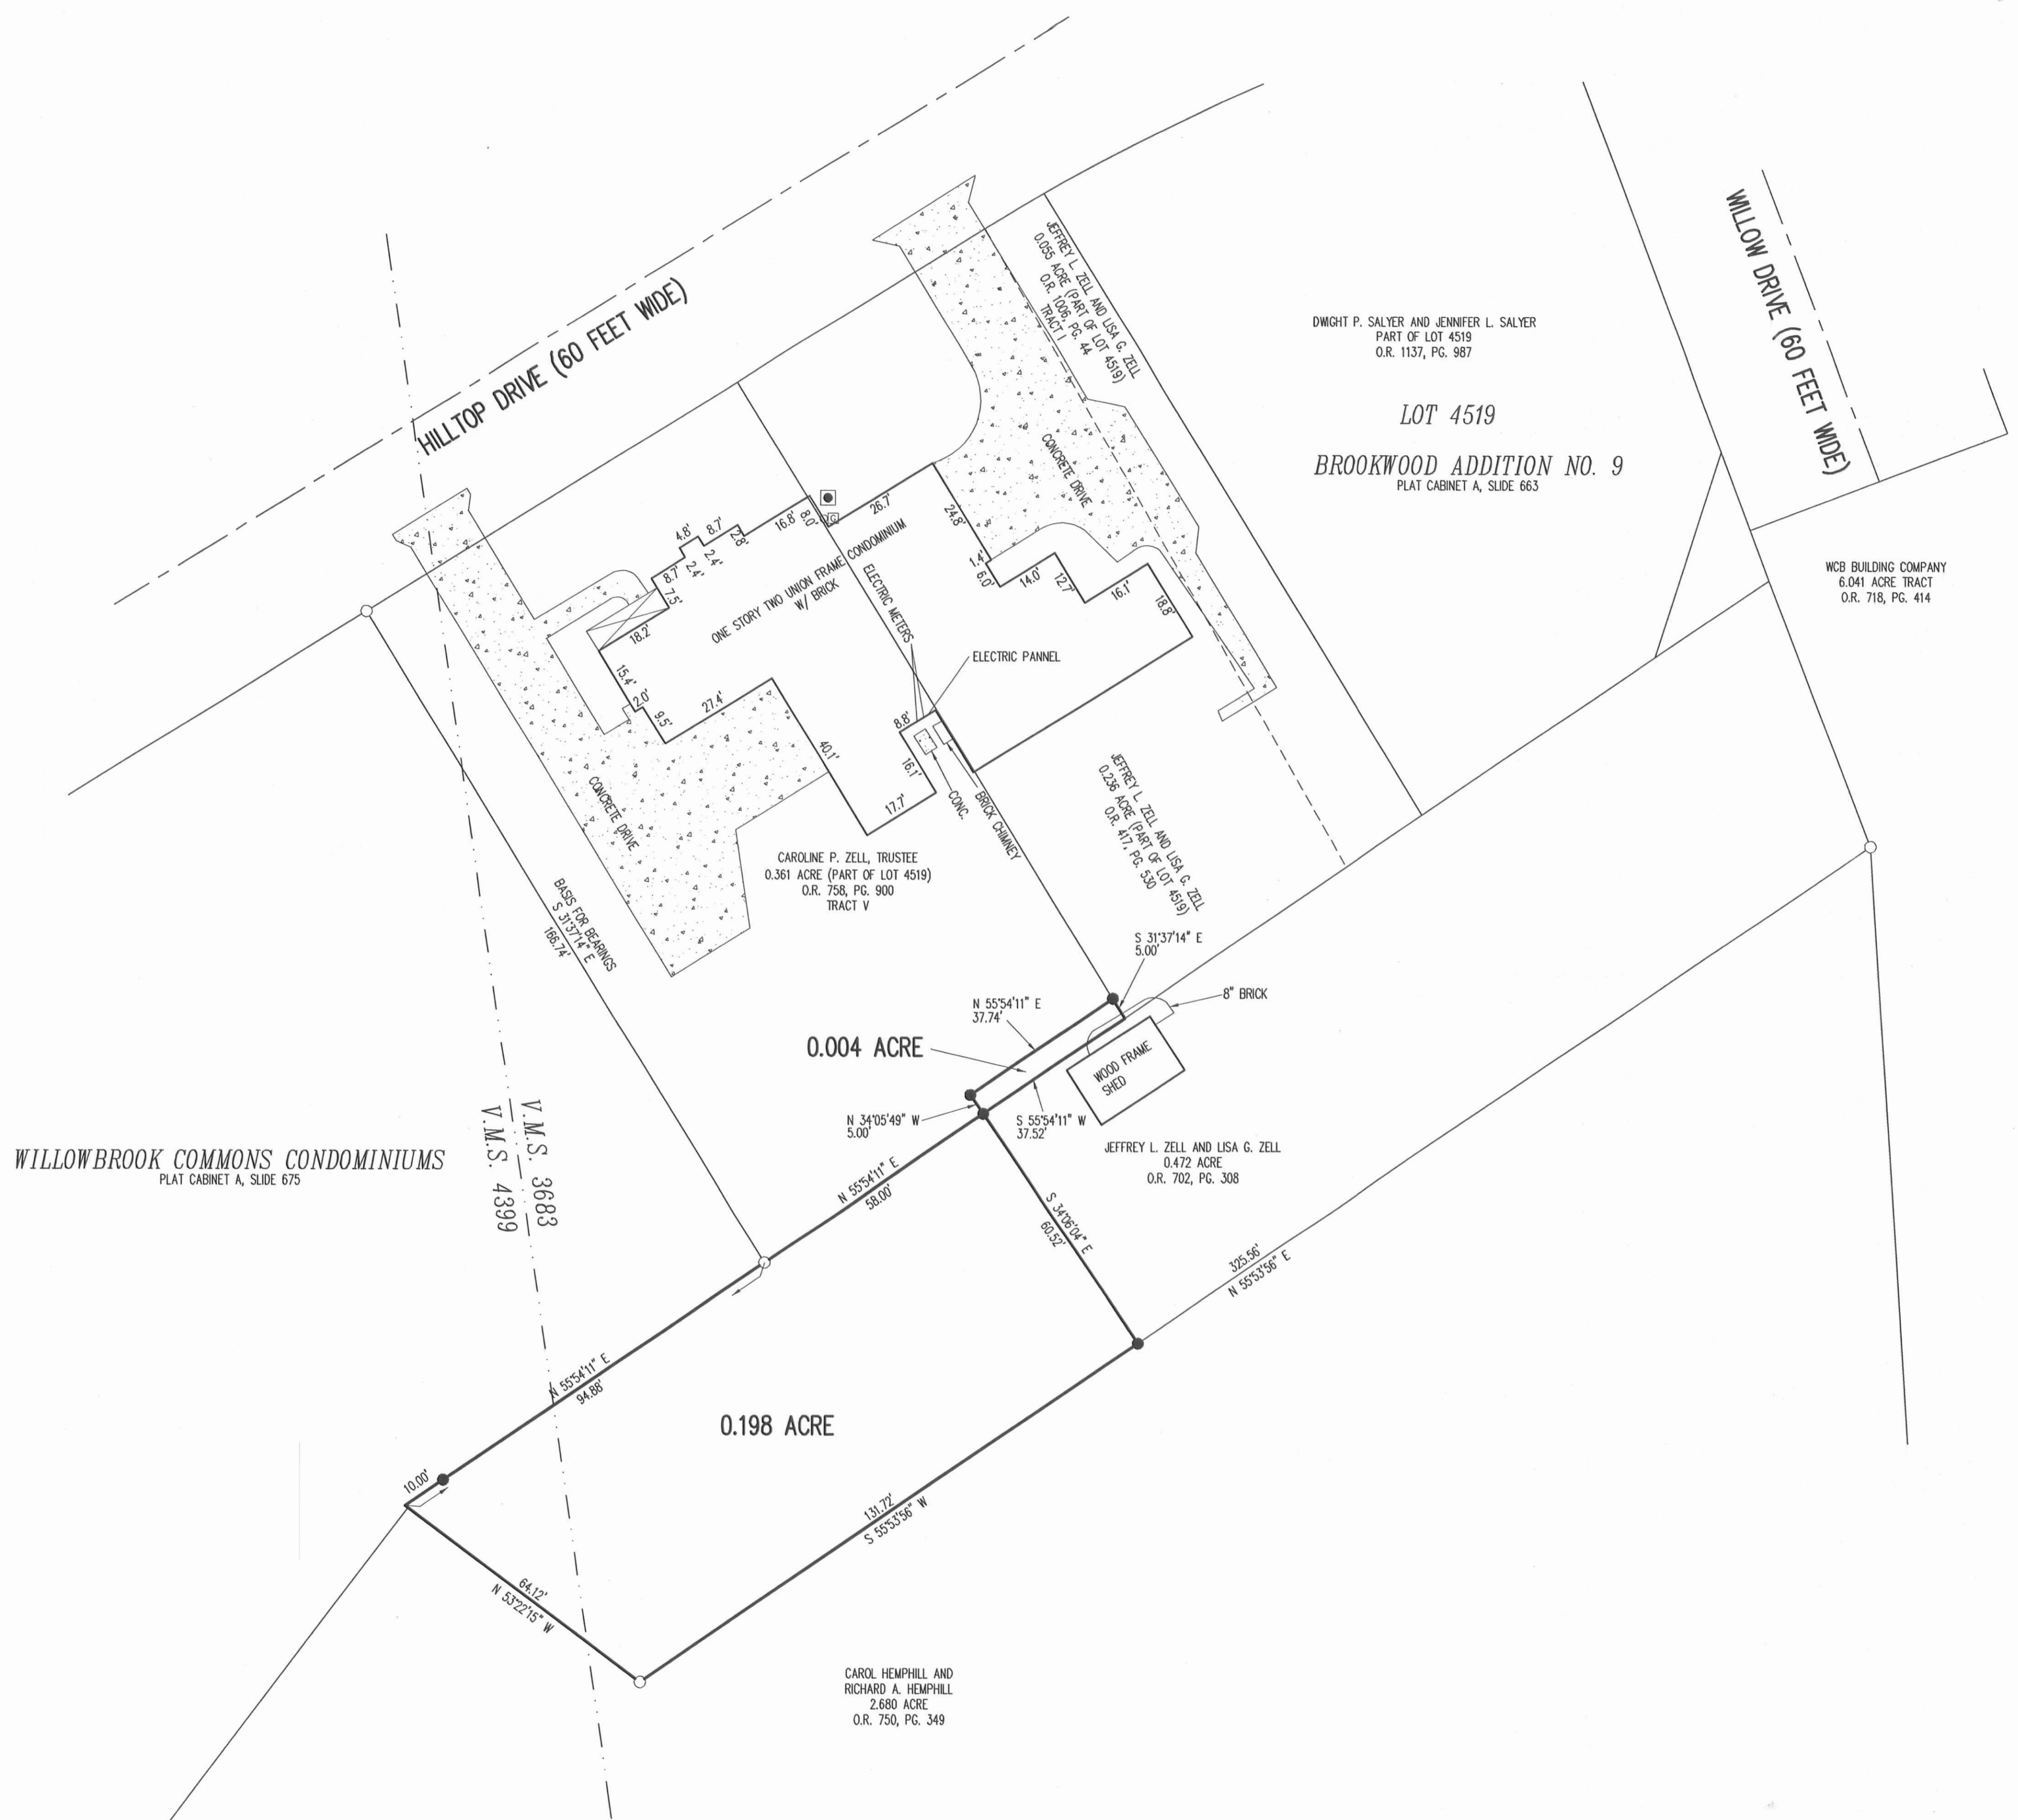 HILLTOP DRIVE (60 FEET WIDE)
WILLOW DRIVE (60 FEET WIDE)
JEFFREY L. ZELL AND LISA G. ZELL
0.055 ACRE (PART OF LOT 4519)
O.R. 1006, PG. 44
TRACT I
DWIGHT P. SALYER AND JENNIFER L. SALYER
PART OF LOT 4519
O.R. 1137, PG. 987
LOT 4519
BROOKWOOD ADDITION NO. 9
PLAT CABINET A, SLIDE 663
WCB BUILDING COMPANY
6.041 ACRE TRACT
O.R. 718, PG. 414
CONCRETE DRIVE
4.8'
8.7'
2.8'
16.8'
8.0'
26.7'
24.8'
2.4'
2.4'
8.7'
7.5'
G
1.4'
6.0'
14.0'
12.7'
16.1'
18.8'
ONE STORY TWO UNION FRAME CONDOMINIUM
W/ BRICK
ELECTRIC METERS
ELECTRIC PANNEL
18.2'
15.4'
2.0'
9.5'
27.4'
40.1'
8.8'
16.1'
17.7'
CONC.
BRICK CHIMNEY
CONCRETE DRIVE
CAROLINE P. ZELL, TRUSTEE
0.361 ACRE (PART OF LOT 4519)
O.R. 758, PG. 900
TRACT V
JEFFREY L. ZELL AND LISA G. ZELL
0.236 ACRE (PART OF LOT 4519)
O.R. 417, PG. 530
BASIS FOR BEARINGS
S 31°37'14" E
166.74'
S 31°37'14" E
5.00'
N 55°54'11" E
37.74'
8" BRICK
0.004 ACRE
WOOD FRAME
SHED
N 34°05'49" W
5.00'
S 55°54'11" W
37.52'
JEFFREY L. ZELL AND LISA G. ZELL
0.472 ACRE
O.R. 702, PG. 308
WILLOWBROOK COMMONS CONDOMINIUMS
PLAT CABINET A, SLIDE 675
V.M.S. 3683
V.M.S. 4399
N 55°54'11" E
58.00'
S 34°06'04" E
60.52'
325.56'
N 55°53'56" E
N 55°54'11" E
94.88'
0.198 ACRE
10.00'
131.72'
S 55°53'56" W
64.12'
N 53°22'15" W
CAROL HEMPHILL AND
RICHARD A. HEMPHILL
2.680 ACRE
O.R. 750, PG. 349